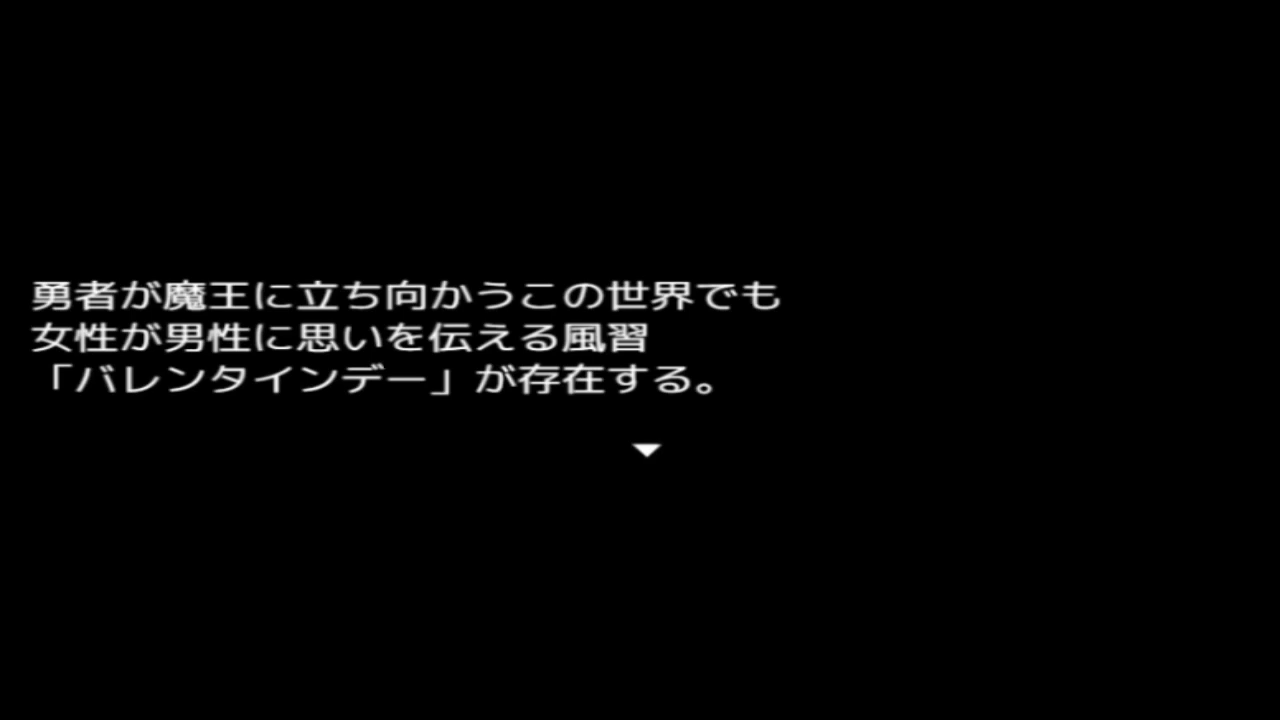 勇者が魔王に立ち向かうこの世界でも
女性が男性に思いを伝える風習
「バレンタインデー」が存在する。